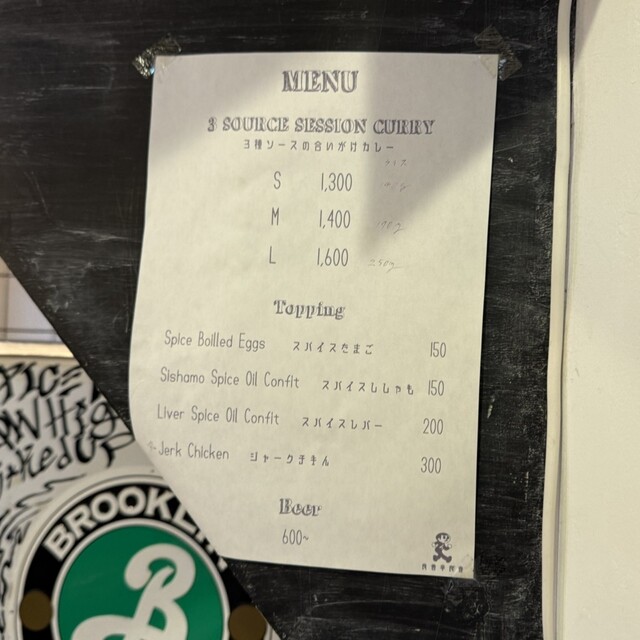 MENU
3 SOURCE SESSION CURRY
3種ソースの合いがけカレー
S 1,300
M 1,400
L 1,600
Topping
Spice Boilled Eggs スパイスたまご 150
Sishamo Spice Oil Confit スパイスししゃも 150
Liver Spice Oil Confit スパイスレバー 200
Jerk Chicken ジャークチキン 300
Beer
600~
BROOKLYN
B